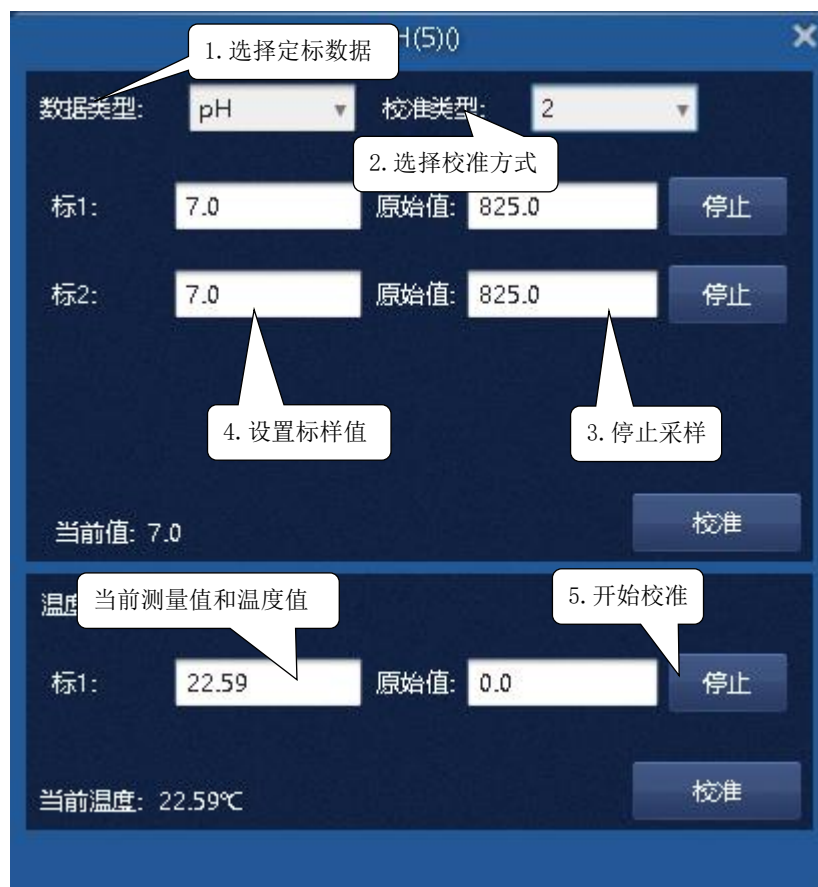 1.选择定标数据
H(5)()
数据类型: pH 校准类型: 2
2.选择校准方式
标1: 7.0 原始值: 825.0 停止
标2: 7.0 原始值: 825.0 停止
4.设置标样值
3.停止采样
当前值: 7.0 校准
温度
当前测量值和温度值
5.开始校准
标1: 22.59 原始值: 0.0 停止
当前温度: 22.59℃ 校准